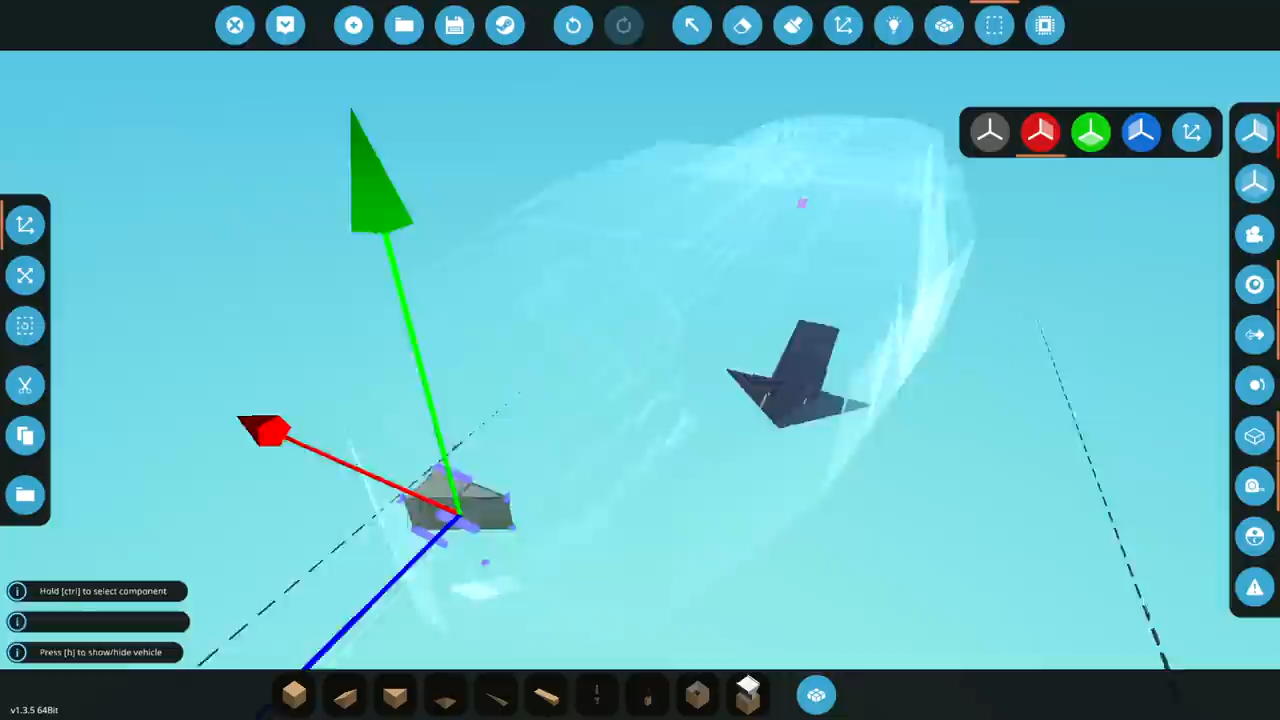 Hold [ctrl] to select component
Press [h] to show/hide vehicle
v1.3.5 64Bit